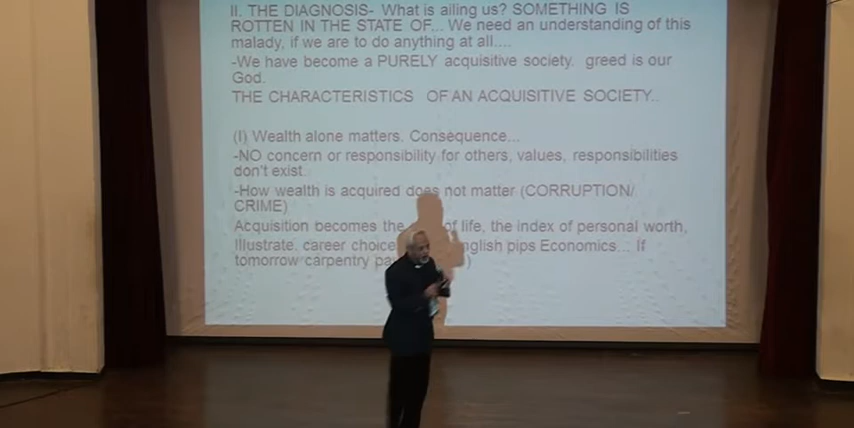 II. THE DIAGNOSIS- What is ailing us? SOMETHING IS
ROTTEN IN THE STATE OF... We need an understanding of this
malady, if we are to do anything at all....
-We have become a PURELY acquisitive society. greed is our
God.
THE CHARACTERISTICS OF AN ACQUISITIVE SOCIETY..
(I) Wealth alone matters. Consequence...
-NO concern or responsibility for others, values, responsibilities
don't exist.
-How wealth is acquired does not matter (CORRUPTION/
CRIME)
Acquisition becomes the of life, the index of personal worth,
Illustrate. career choice nglish pips Economics...: If
tomorrow carpentry pa )